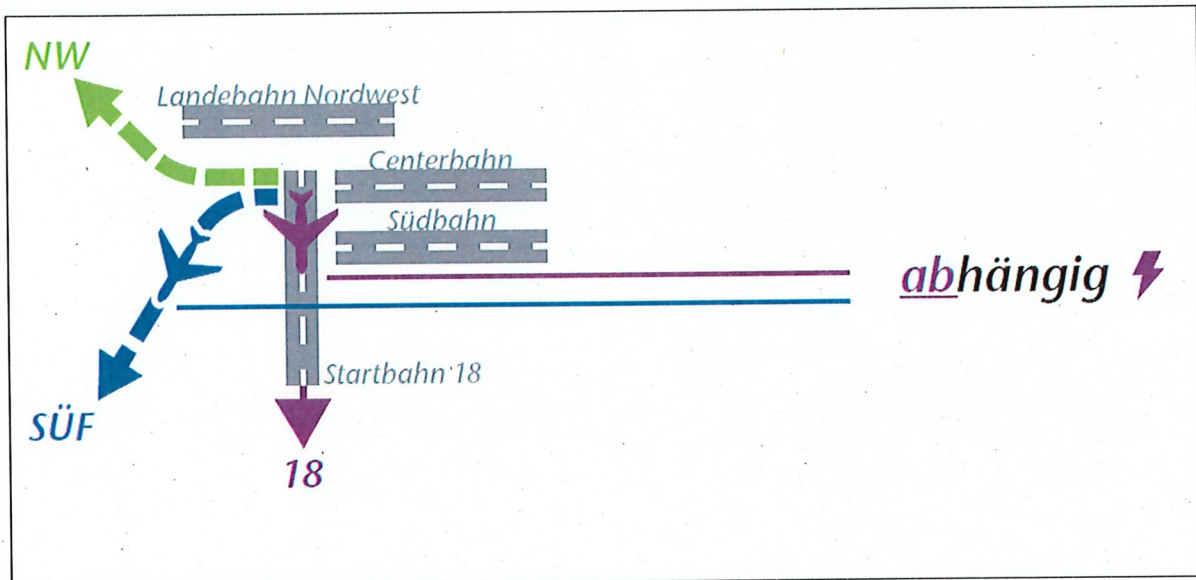 NW
Landebahn Nordwest
Centerbahn
Südbahn
abhängig
Startbahn 18
SÜF
18